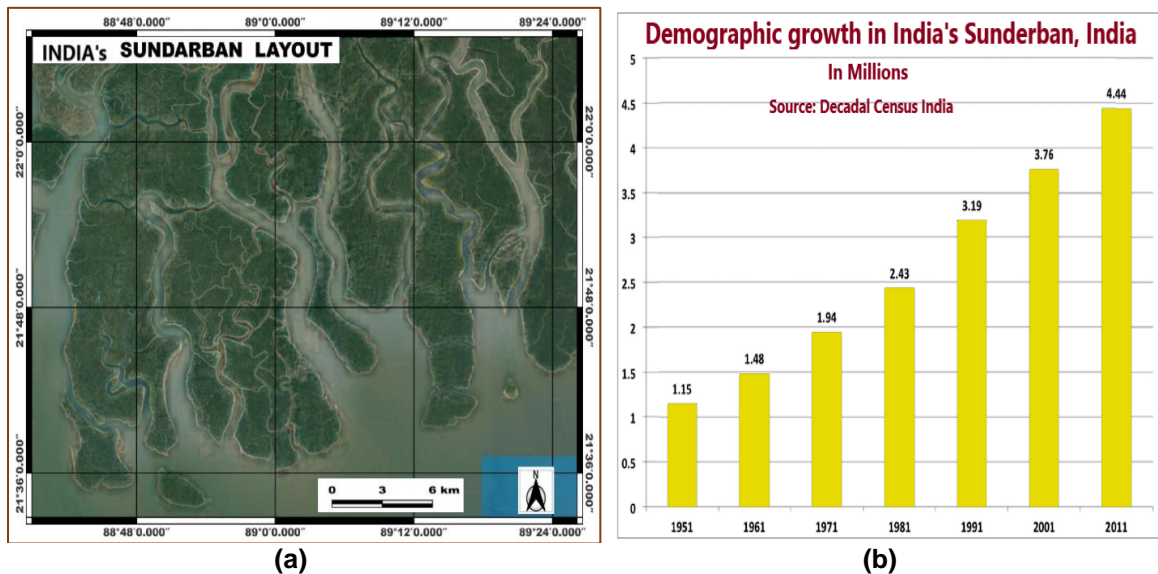 88°48'0.000" 89°0'0.000" 89°12'0.000" 89°24'0.000"
INDIA's SUNDARBAN LAYOUT
22°0'0.000"
22°0'0.000"
21°48'0.000"
21°48'0.000"
21°36'0.000"
21°36'0.000"
N
0 3 6 km
88°48'0.000" 89°0'0.000" 89°12'0.000" 89°24'0.000"
(a)
Demographic growth in India's Sunderban, India
In Millions
Source: Decadal Census India
5
4.5
4
3.5
3
2.5
2
1.5
1
0.5
0
1.15
1.48
1.94
2.43
3.19
3.76
4.44
1951 1961 1971 1981 1991 2001 2011
(b)